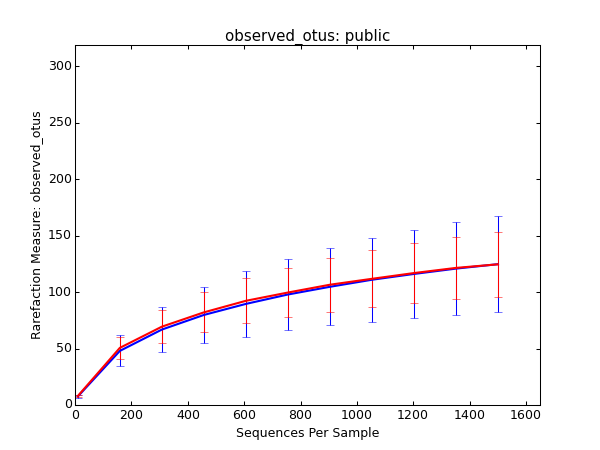 observed_otus: public
Rarefaction Measure: observed_otus
300
250
200
150
100
50
0
0 200 400 600 800 1000 1200 1400 1600
Sequences Per Sample